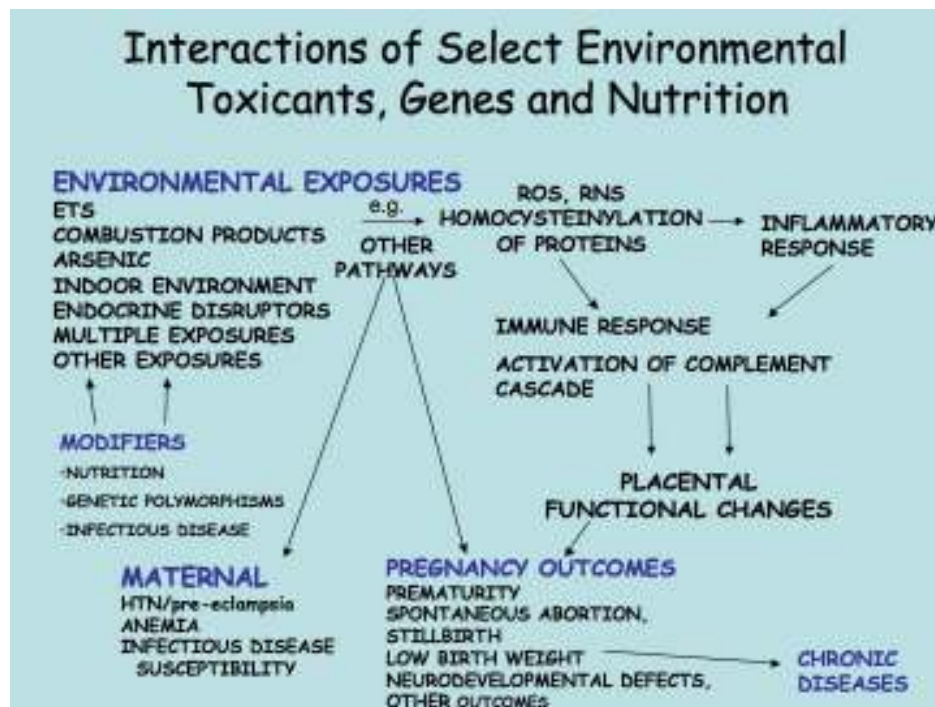 Interactions of Select Environmental
Toxicants, Genes and Nutrition
ENVIRONMENTAL EXPOSURES
ETS
COMBUSTION PRODUCTS
ARSENIC
INDOOR ENVIRONMENT
ENDOCRINE DISRUPTORS
MULTIPLE EXPOSURES
OTHER EXPOSURES
e.g.
OTHER
PATHWAYS
ROS, RNS
HOMOCYSTEINYLATION
OF PROTEINS
INFLAMMATORY
RESPONSE
IMMUNE RESPONSE
ACTIVATION OF COMPLEMENT
CASCADE
MODIFIERS
-NUTRITION
-GENETIC POLYMORPHISMS
-INFECTIOUS DISEASE
PLACENTAL
FUNCTIONAL CHANGES
MATERNAL
HTN/pre-eclampsia
ANEMIA
INFECTIOUS DISEASE
SUSCEPTIBILITY
PREGNANCY OUTCOMES
PREMATURITY
SPONTANEOUS ABORTION,
STILLBIRTH
LOW BIRTH WEIGHT
NEURODEVELOPMENTAL DEFECTS,
OTHER OUTCOMES
CHRONIC
DISEASES